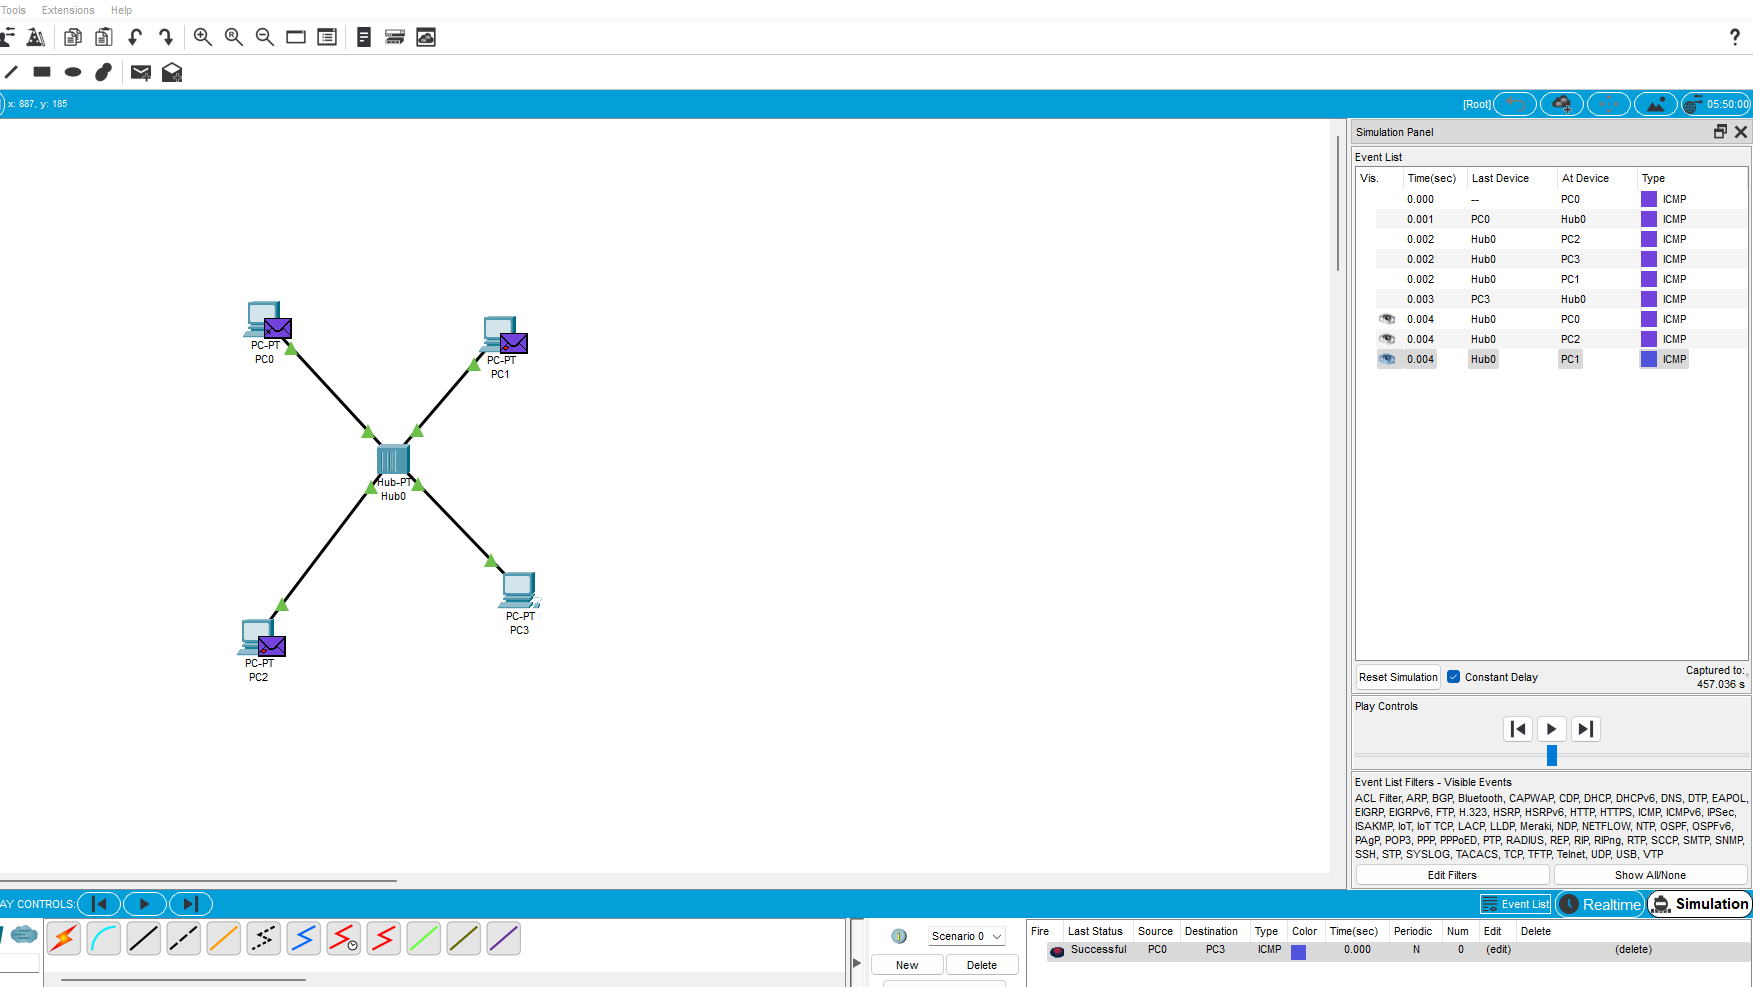 Tools Extensions Help
x: 887, y: 185
[Root]
05:50:00
Simulation Panel
Event List
Vis. Time(sec) Last Device At Device Type
0.000 -- PC0 ICMP
0.001 PC0 Hub0 ICMP
0.002 Hub0 PC2 ICMP
0.002 Hub0 PC3 ICMP
0.002 Hub0 PC1 ICMP
0.003 PC3 Hub0 ICMP
0.004 Hub0 PC0 ICMP
0.004 Hub0 PC2 ICMP
0.004 Hub0 PC1 ICMP
PC-PT
PC0
PC-PT
PC1
Hub-PT
Hub0
PC-PT
PC3
PC-PT
PC2
Reset Simulation Constant Delay
Captured to:
457.036 s
Play Controls
Event List Filters - Visible Events
ACL Filter, ARP, BGP, Bluetooth, CAPWAP, CDP, DHCP, DHCPv6, DNS, DTP, EAPOL,
EIGRP, EIGRPv6, FTP, H.323, HSRP, HSRPv6, HTTP, HTTPS, ICMP, ICMPv6, IPSec,
ISAKMP, IoT, IoT TCP, LACP, LLDP, Meraki, NDP, NETFLOW, NTP, OSPF, OSPFv6,
PAgP, POP3, PPP, PPPoED, PTP, RADIUS, REP, RIP, RIPng, RTP, SCCP, SMTP, SNMP,
SSH, STP, SYSLOG, TACACS, TCP, TFTP, Telnet, UDP, USB, VTP
Edit Filters Show All/None
AY CONTROLS:
Event List Realtime Simulation
Scenario 0
New Delete
Fire Last Status Source Destination Type Color Time(sec) Periodic Num Edit Delete
Successful PC0 PC3 ICMP 0.000 N 0 (edit) (delete)